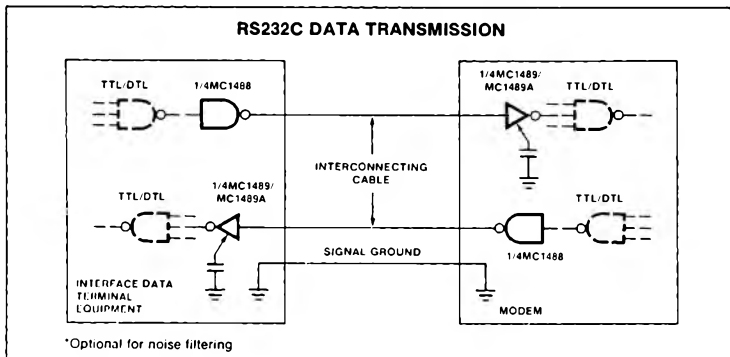 RS232C DATA TRANSMISSION
TTL/DTL
1/4MC1488
1/4MC1489/
MC1489A
TTL/DTL
INTERCONNECTING
CABLE
TTL/DTL
1/4MC1489/
MC1489A
TTL/DTL
1/4MC1488
SIGNAL GROUND
INTERFACE DATA
TERMINAL
EQUIPMENT
MODEM
*Optional for noise filtering